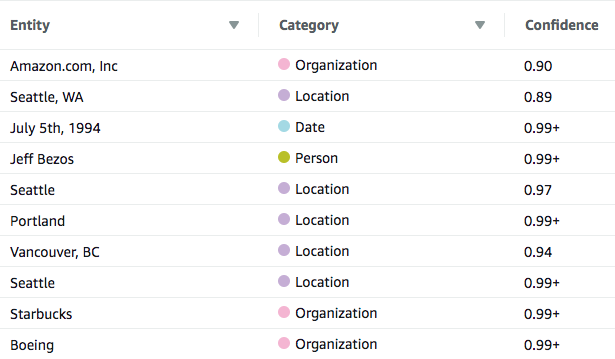 Entity Category Confidence
Amazon.com, Inc Organization 0.90
Seattle, WA Location 0.89
July 5th, 1994 Date 0.99+
Jeff Bezos Person 0.99+
Seattle Location 0.97
Portland Location 0.99+
Vancouver, BC Location 0.94
Seattle Location 0.99+
Starbucks Organization 0.99+
Boeing Organization 0.99+